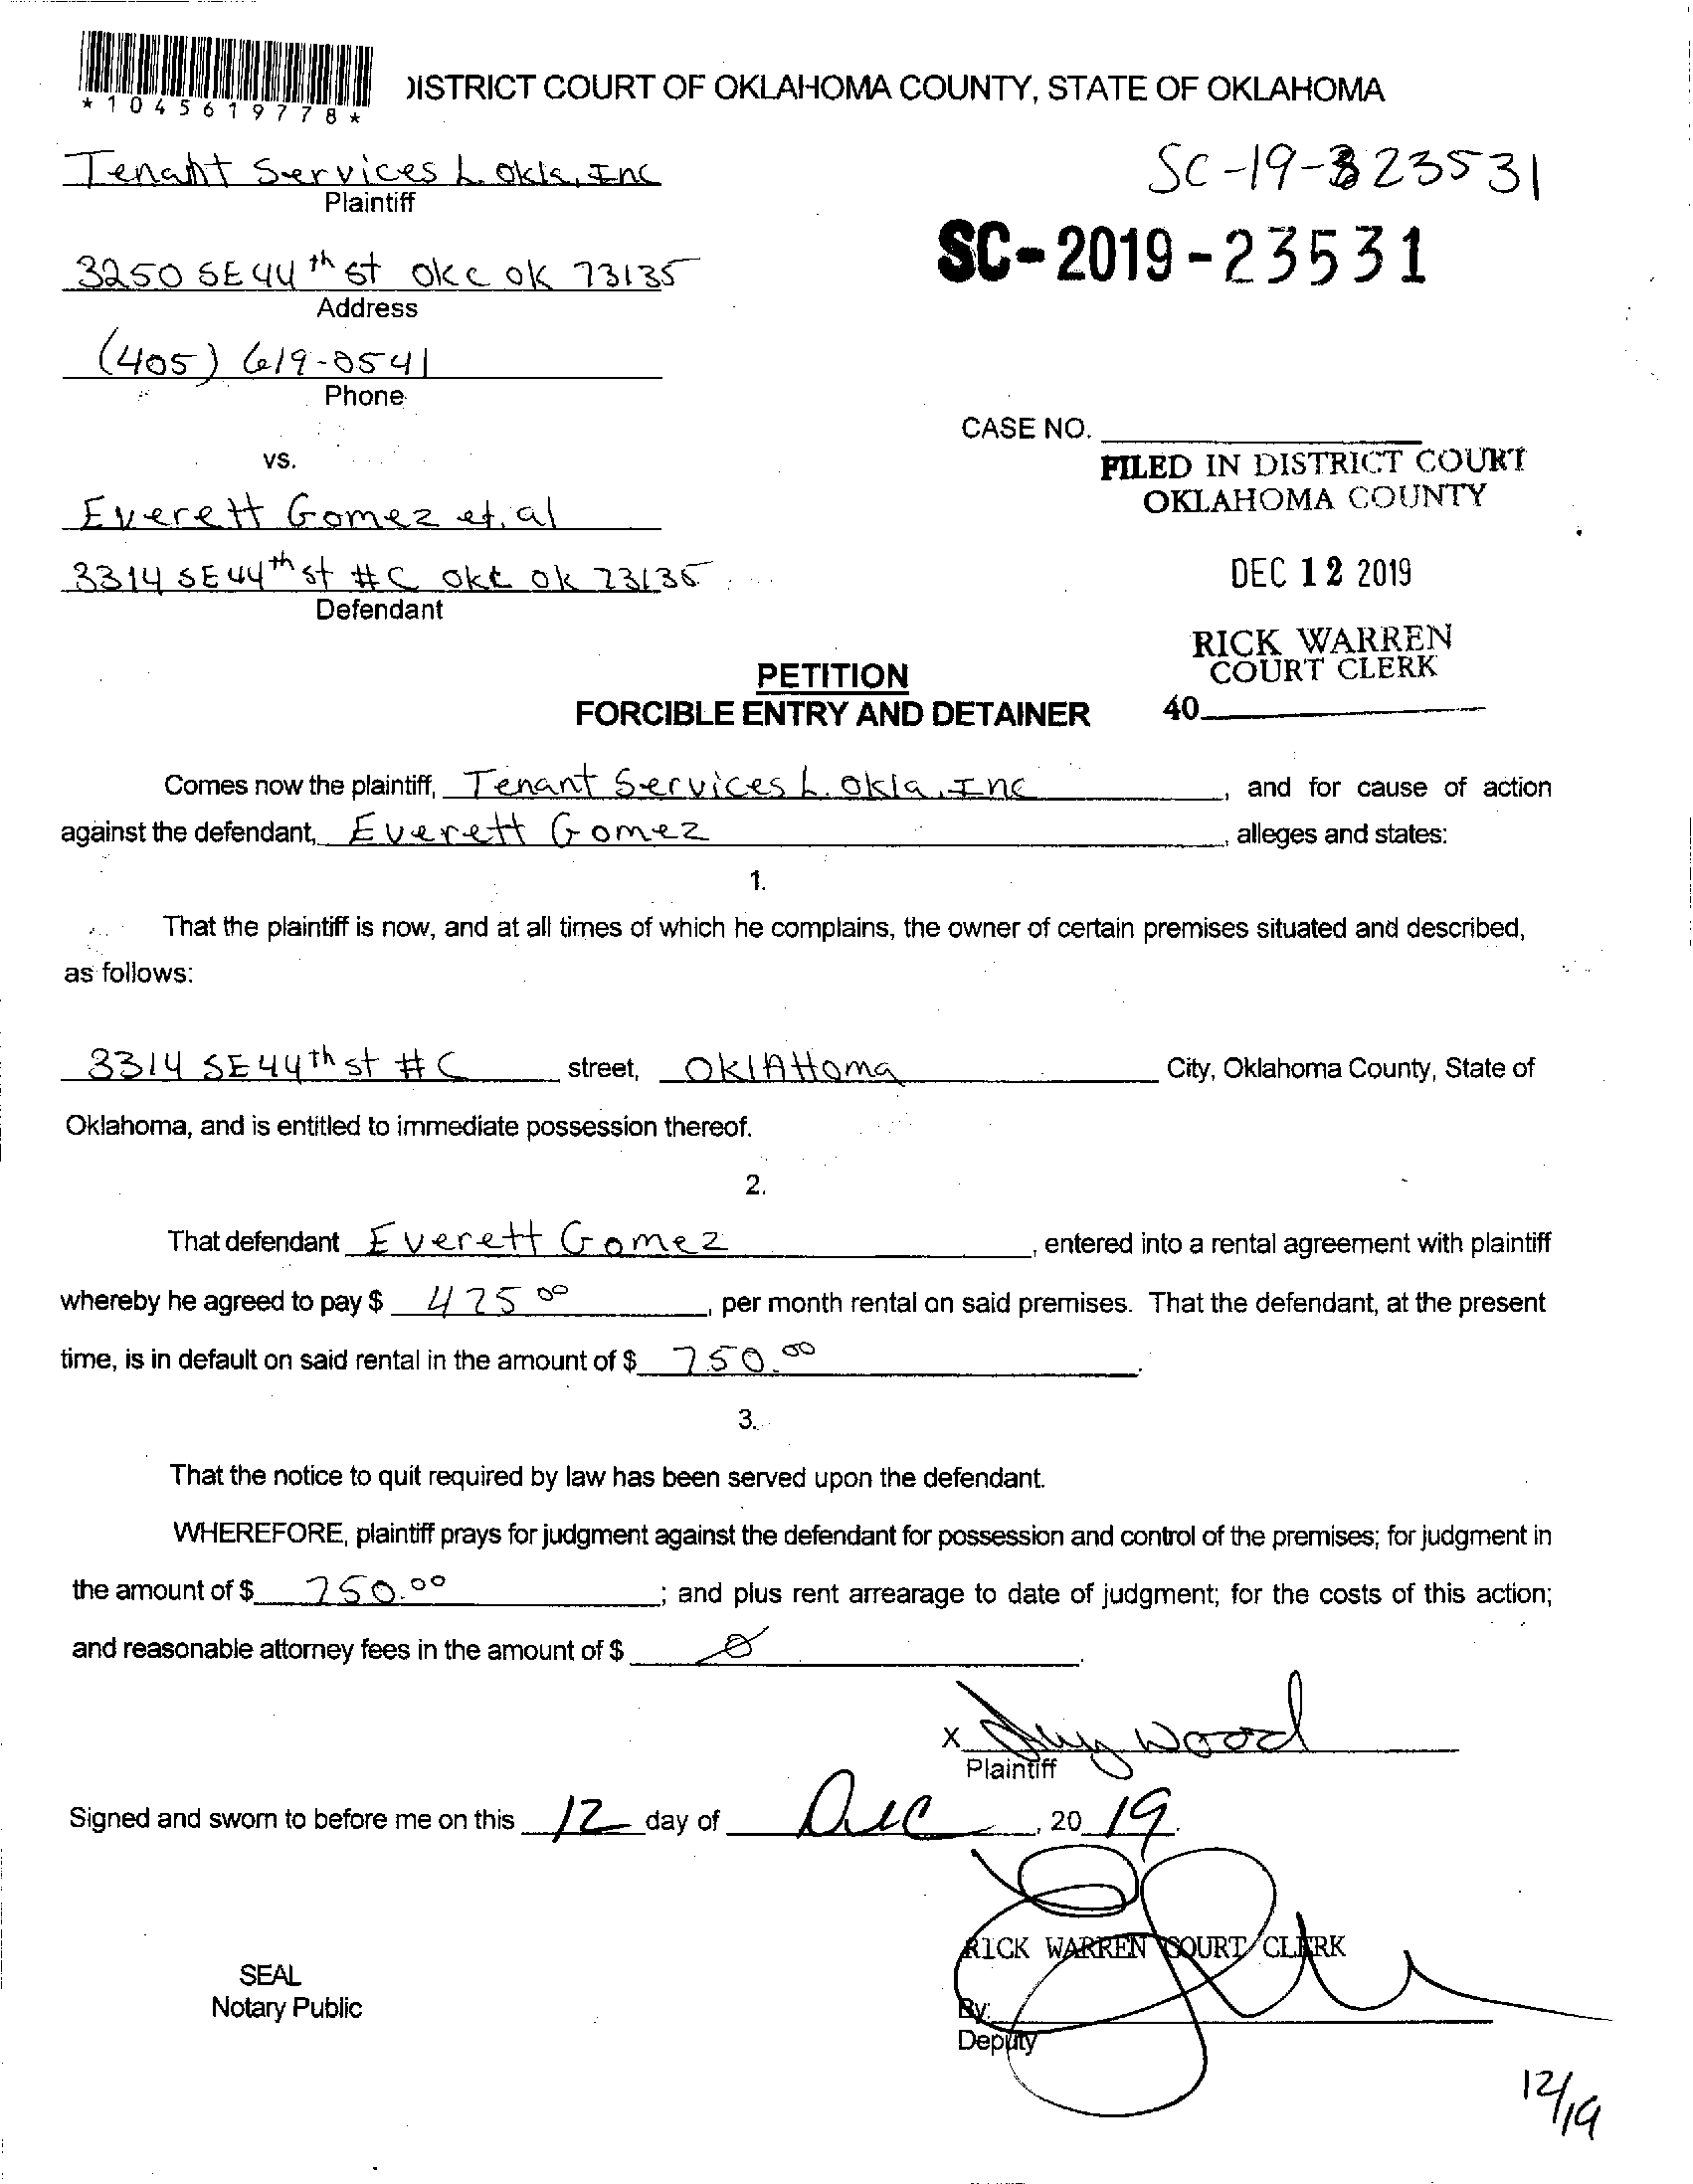 *1045619778*
DISTRICT COURT OF OKLAHOMA COUNTY, STATE OF OKLAHOMA
Tenant Services L. Okla, Inc
Plaintiff
SC-19-323531
SC-2019-23531
3250 SE 44th st OKC OK 73135
Address
(405) 619-0541
Phone
CASE NO.
vs.
FILED IN DISTRICT COURT
OKLAHOMA COUNTY
Everett Gomez et. al
DEC 12 2019
3314 SE 44th st #C OKC OK 73135
Defendant
RICK WARREN
COURT CLERK
40
PETITION
FORCIBLE ENTRY AND DETAINER
Comes now the plaintiff, Tenant Services L. Okla, Inc, and for cause of action
against the defendant, Everett Gomez, alleges and states:
1.
That the plaintiff is now, and at all times of which he complains, the owner of certain premises situated and described,
as follows:
3314 SE 44th st #C street, OklAHoma City, Oklahoma County, State of
Oklahoma, and is entitled to immediate possession thereof.
2.
That defendant Everett Gomez, entered into a rental agreement with plaintiff
whereby he agreed to pay $ 475 00, per month rental on said premises. That the defendant, at the present
time, is in default on said rental in the amount of $ 750.00.
3.
That the notice to quit required by law has been served upon the defendant.
WHEREFORE, plaintiff prays for judgment against the defendant for possession and control of the premises; for judgment in
the amount of $ 750.00; and plus rent arrearage to date of judgment; for the costs of this action;
and reasonable attorney fees in the amount of $ 0.
X Wood
Plaintiff
Signed and sworn to before me on this 12 day of Dec, 20 19.
RICK WARREN COURT CLERK
SEAL
Notary Public
By:
Deputy
12/19